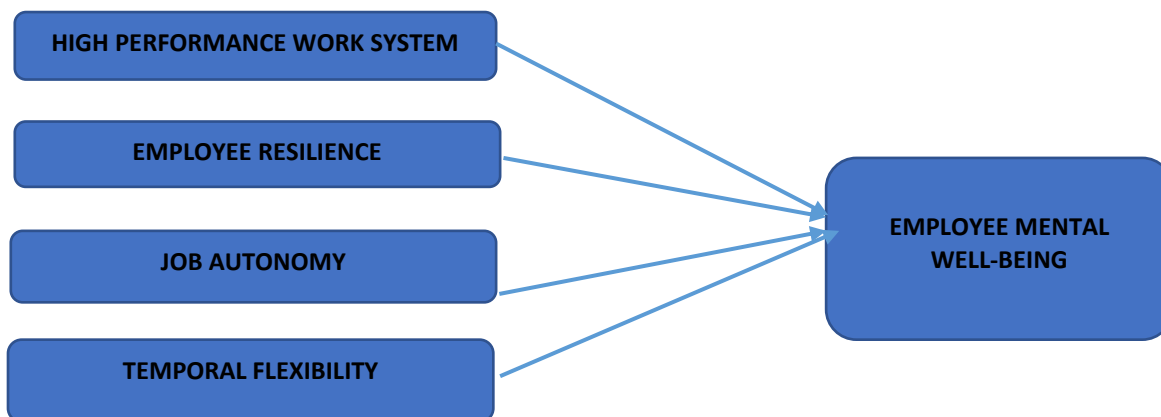 HIGH PERFORMANCE WORK SYSTEM
EMPLOYEE RESILIENCE
JOB AUTONOMY
TEMPORAL FLEXIBILITY
EMPLOYEE MENTAL
WELL-BEING